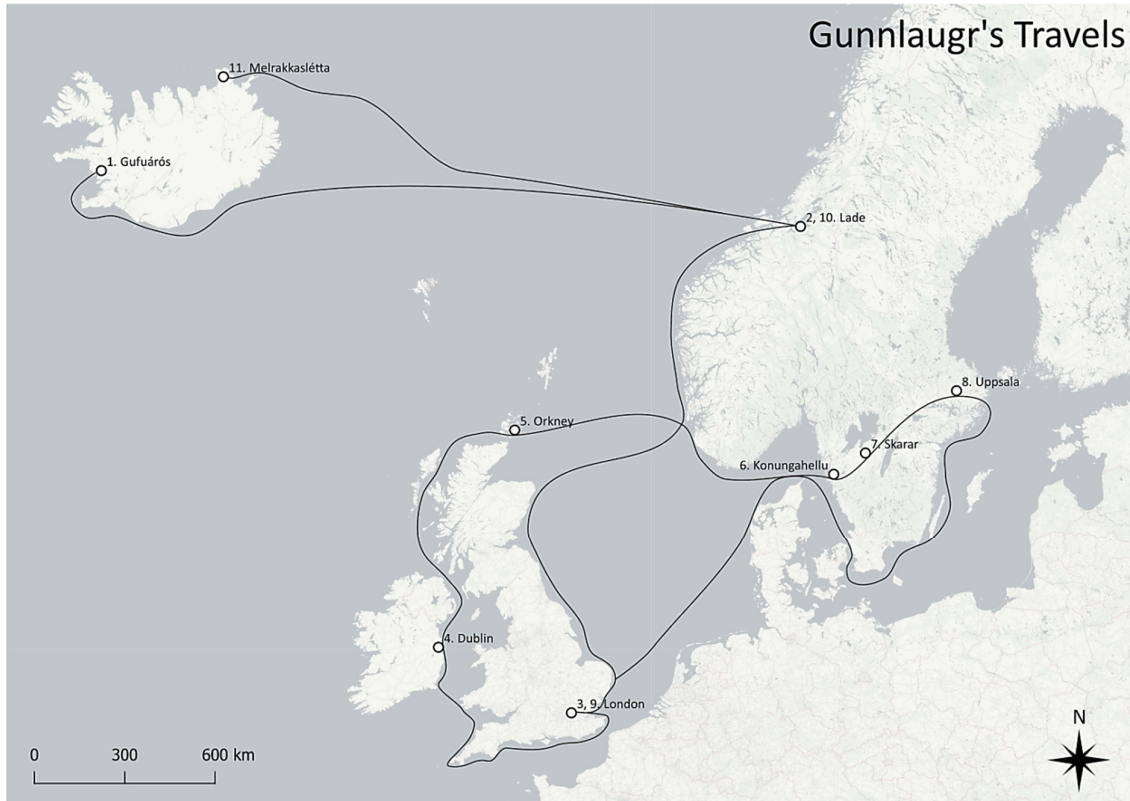 Gunnlaugr's Travels
11. Melrakkaslétta
1. Gufuárós
2, 10. Lade
8. Uppsala
5. Orkney
7. Skarar
6. Konungahellu
4. Dublin
3, 9. London
N
0 300 600 km